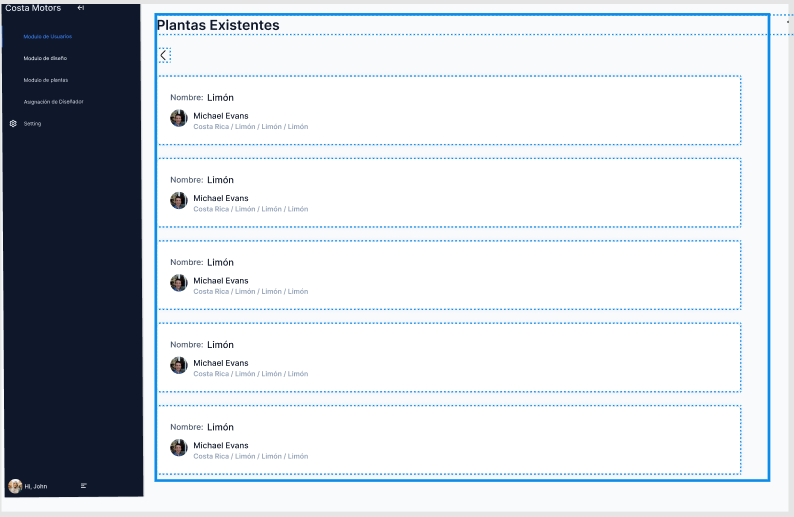 Costa Motors
Modulo de Usuarios
Modulo de diseño
Modulo de plantas
Asignación de Diseñador
Setting
Hi, John
Plantas Existentes
Nombre: Limón
Michael Evans
Costa Rica / Limón / Limón / Limón
Nombre: Limón
Michael Evans
Costa Rica / Limón / Limón / Limón
Nombre: Limón
Michael Evans
Costa Rica / Limón / Limón / Limón
Nombre: Limón
Michael Evans
Costa Rica / Limón / Limón / Limón
Nombre: Limón
Michael Evans
Costa Rica / Limón / Limón / Limón